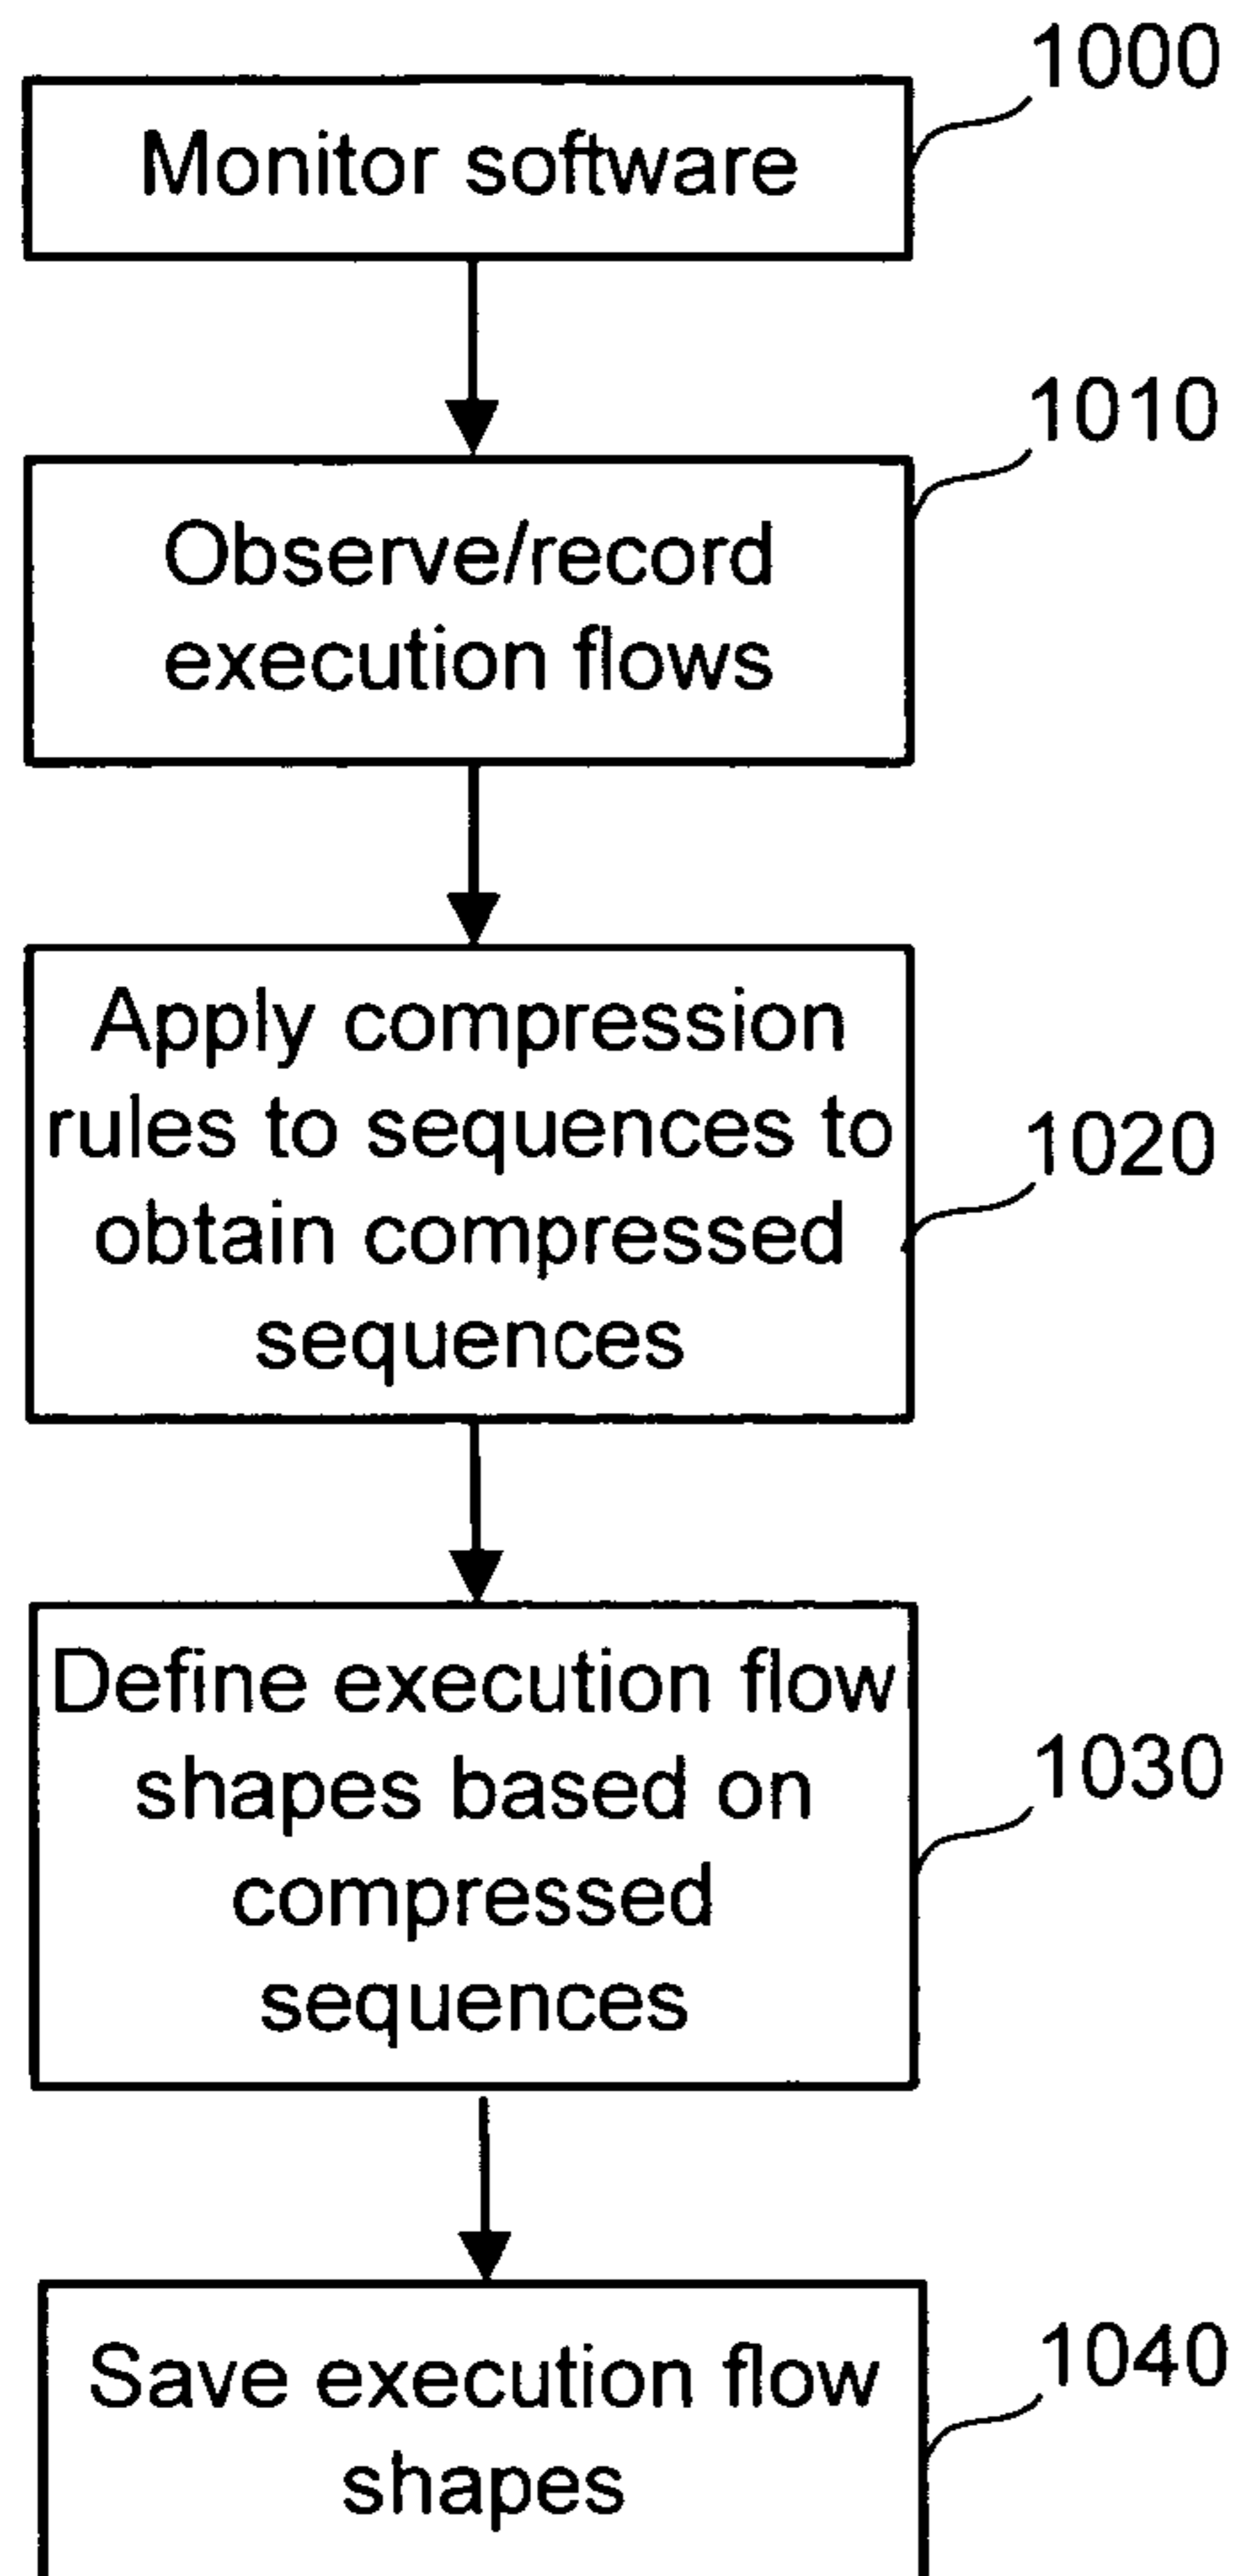 1000
Monitor software
1010
Observe/record
execution flows
Apply compression
rules to sequences to
1020
obtain compressed
sequences
Define execution flow
shapes based on
1030
compressed
sequences
Save execution flow
1040
shapes